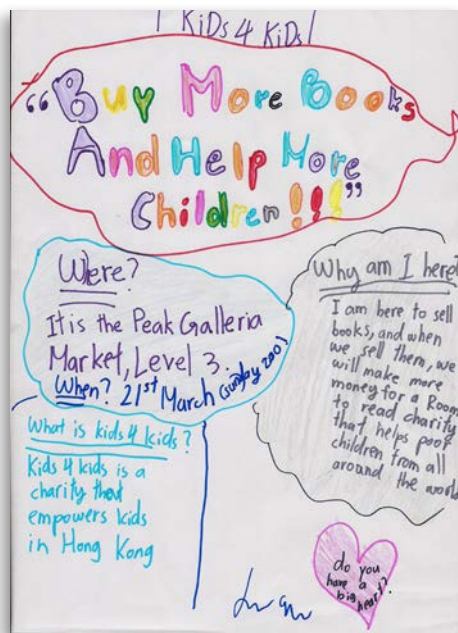 KiDS 4 KiDS
"Buy More Books
And Help More
Children!!!"
Were?
It is the Peak Galleria
Market, Level 3.
When? 21st March (sunday 200)
What is kids 4 kids?
Kids 4 kids is a
charity that
empowers kids
in Hong Kong
Why am I here?
I am here to sell
books, and when
we sell them, we
will make more
money for a Room
to read charity
that helps poor
children from all
around the world
do you
have a
big
heart?